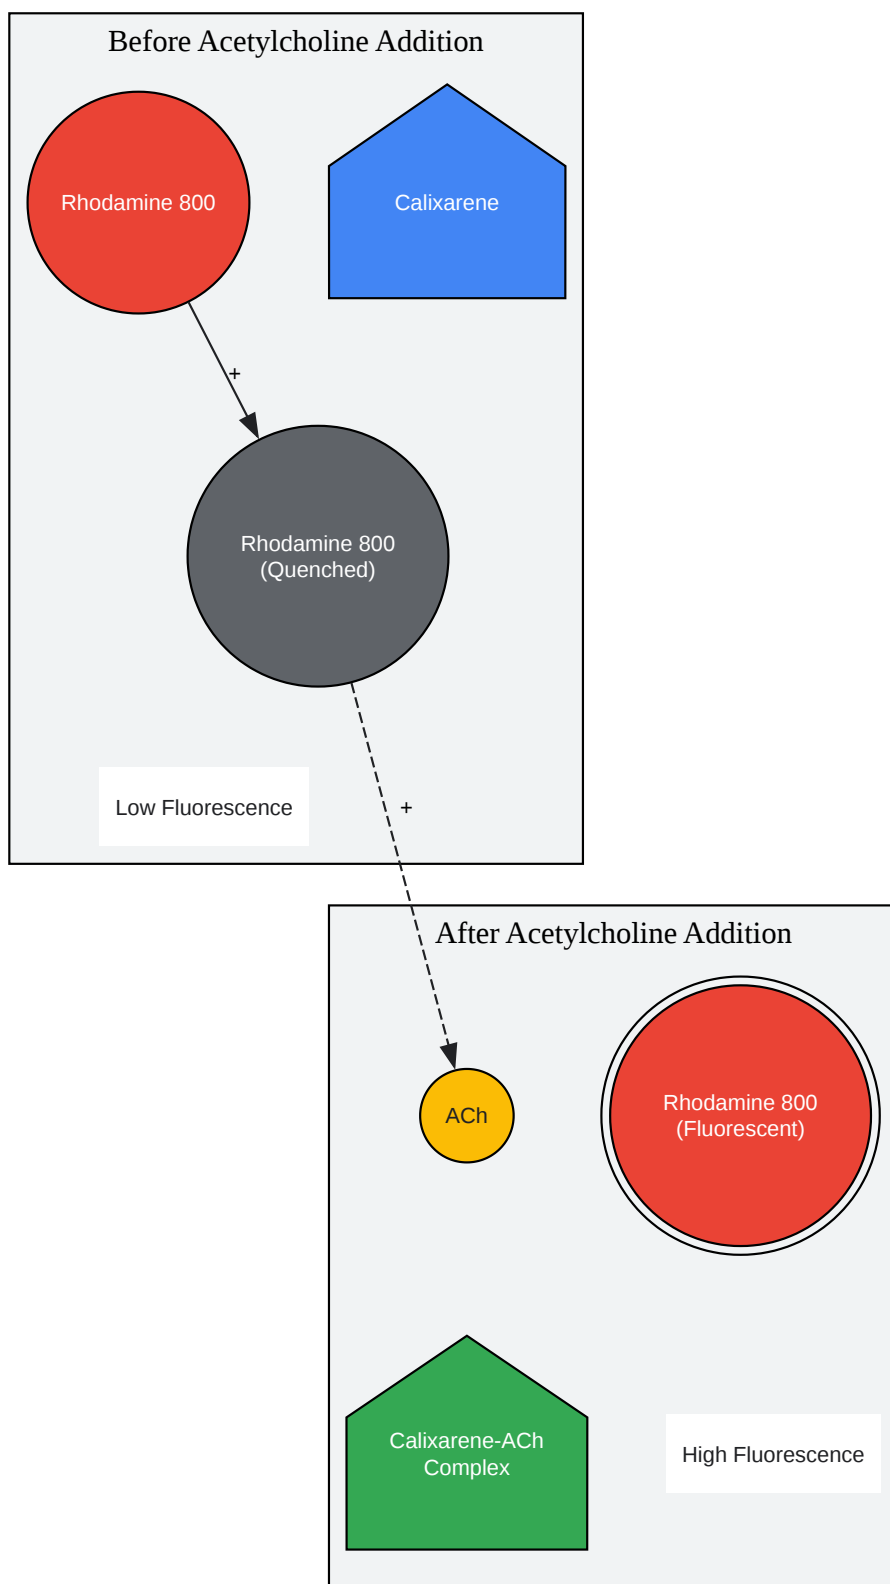 Before Acetylcholine Addition
Rhodamine 800
Calixarene
+
Rhodamine 800
(Quenched)
Low Fluorescence
+
After Acetylcholine Addition
ACh
Rhodamine 800
(Fluorescent)
Calixarene-ACh
Complex
High Fluorescence